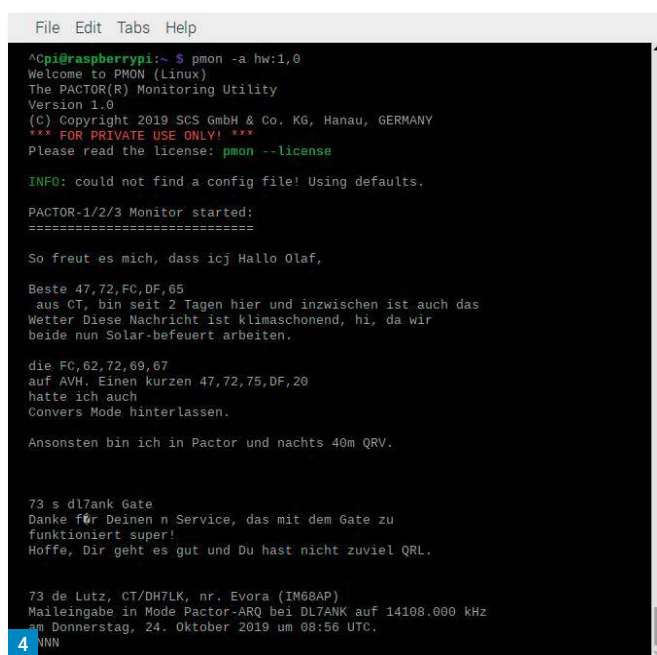 File Edit Tabs Help
^Cpi@raspberrypi:~ $ pmon -a hw:1,0
Welcome to PMON (Linux)
The PACTOR(R) Monitoring Utility
Version 1.0
(C) Copyright 2019 SCS GmbH & Co. KG, Hanau, GERMANY
*** FOR PRIVATE USE ONLY! ***
Please read the license: pmon --license
INFO: could not find a config file! Using defaults.
PACTOR-1/2/3 Monitor started:
=============================
So freut es mich, dass icj Hallo Olaf,
Beste 47,72,FC,DF,65
aus CT, bin seit 2 Tagen hier und inzwischen ist auch das
Wetter Diese Nachricht ist klimaschonend, hi, da wir
beide nun Solar-befeuert arbeiten.
die FC,62,72,69,67
auf AVH. Einen kurzen 47,72,75,DF,20
hatte ich auch
Convers Mode hinterlassen.
Ansonsten bin ich in Pactor und nachts 40m QRV.
73 s dl7ank Gate
Danke f�r Deinen n Service, das mit dem Gate zu
funktioniert super!
Hoffe, Dir geht es gut und Du hast nicht zuviel QRL.
73 de Lutz, CT/DH7LK, nr. Evora (IM68AP)
Maileingabe in Mode Pactor-ARQ bei DL7ANK auf 14108.000 kHz
am Donnerstag, 24. Oktober 2019 um 08:56 UTC.
NNN
4